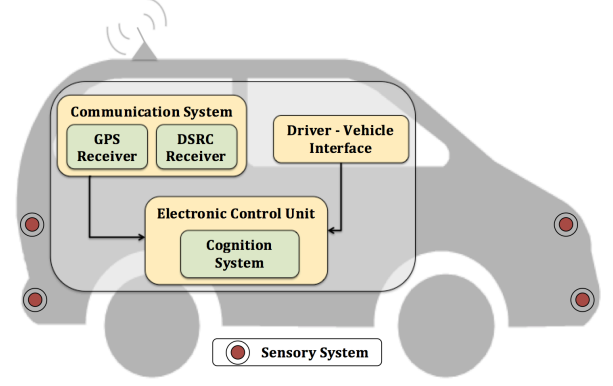 Communication System
GPS
Receiver
DSRC
Receiver
Driver - Vehicle
Interface
Electronic Control Unit
Cognition
System
Sensory System